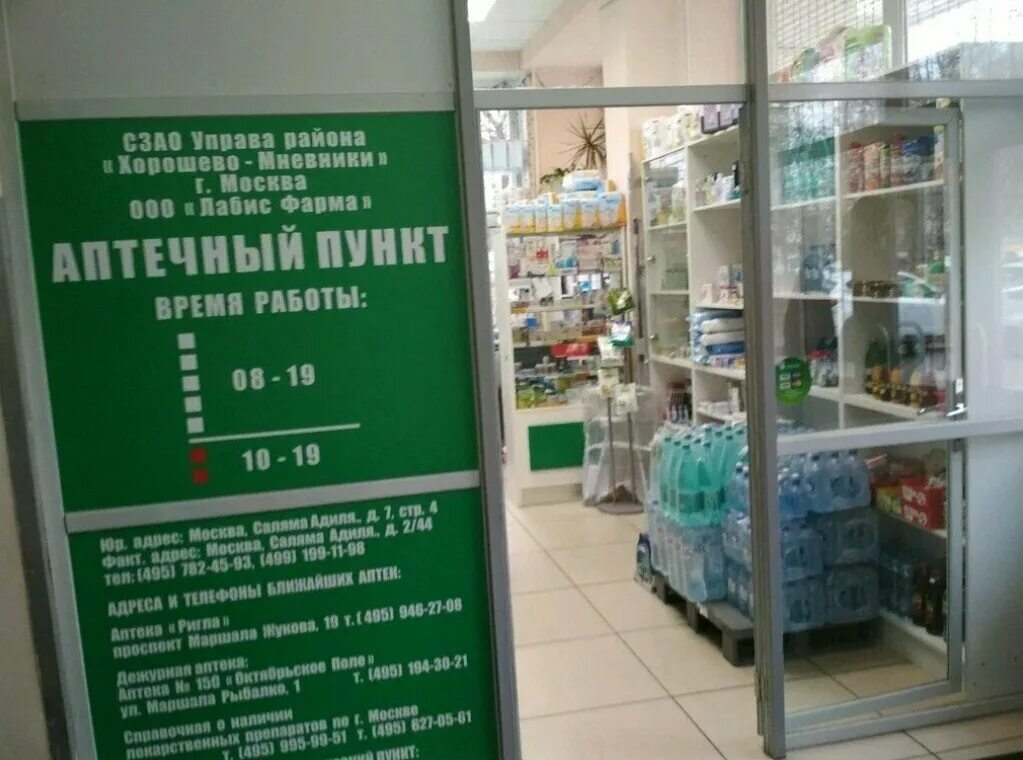 СЗАО Управа района
«Хорошево - Мневники»
г. Москва
ООО «Лабис Фарма»
АПТЕЧНЫЙ ПУНКТ
ВРЕМЯ РАБОТЫ:
08 - 19
10 - 19
Юр. адрес: Москва, Саляма Адиля., д. 7, стр. 4
Факт. адрес: Москва, Саляма Адиля., д. 2/44
тел: (495) 782-45-93, (499) 199-11-98
АДРЕСА И ТЕЛЕФОНЫ БЛИЖАЙШИХ АПТЕК:
Аптека «Ригла»
проспект Маршала Жукова, 19 т. ( 495) 946-27-08
Дежурная аптека:
Аптека № 150 «Октябрьское Поле»
ул. Маршала Рыбалко, 1 т. (495) 194-30-21
Справочная о наличии
лекарственных препаратов по г. Москве
т. (495) 995-99-51 т. (495) 627-05-61
ПУНКТ: